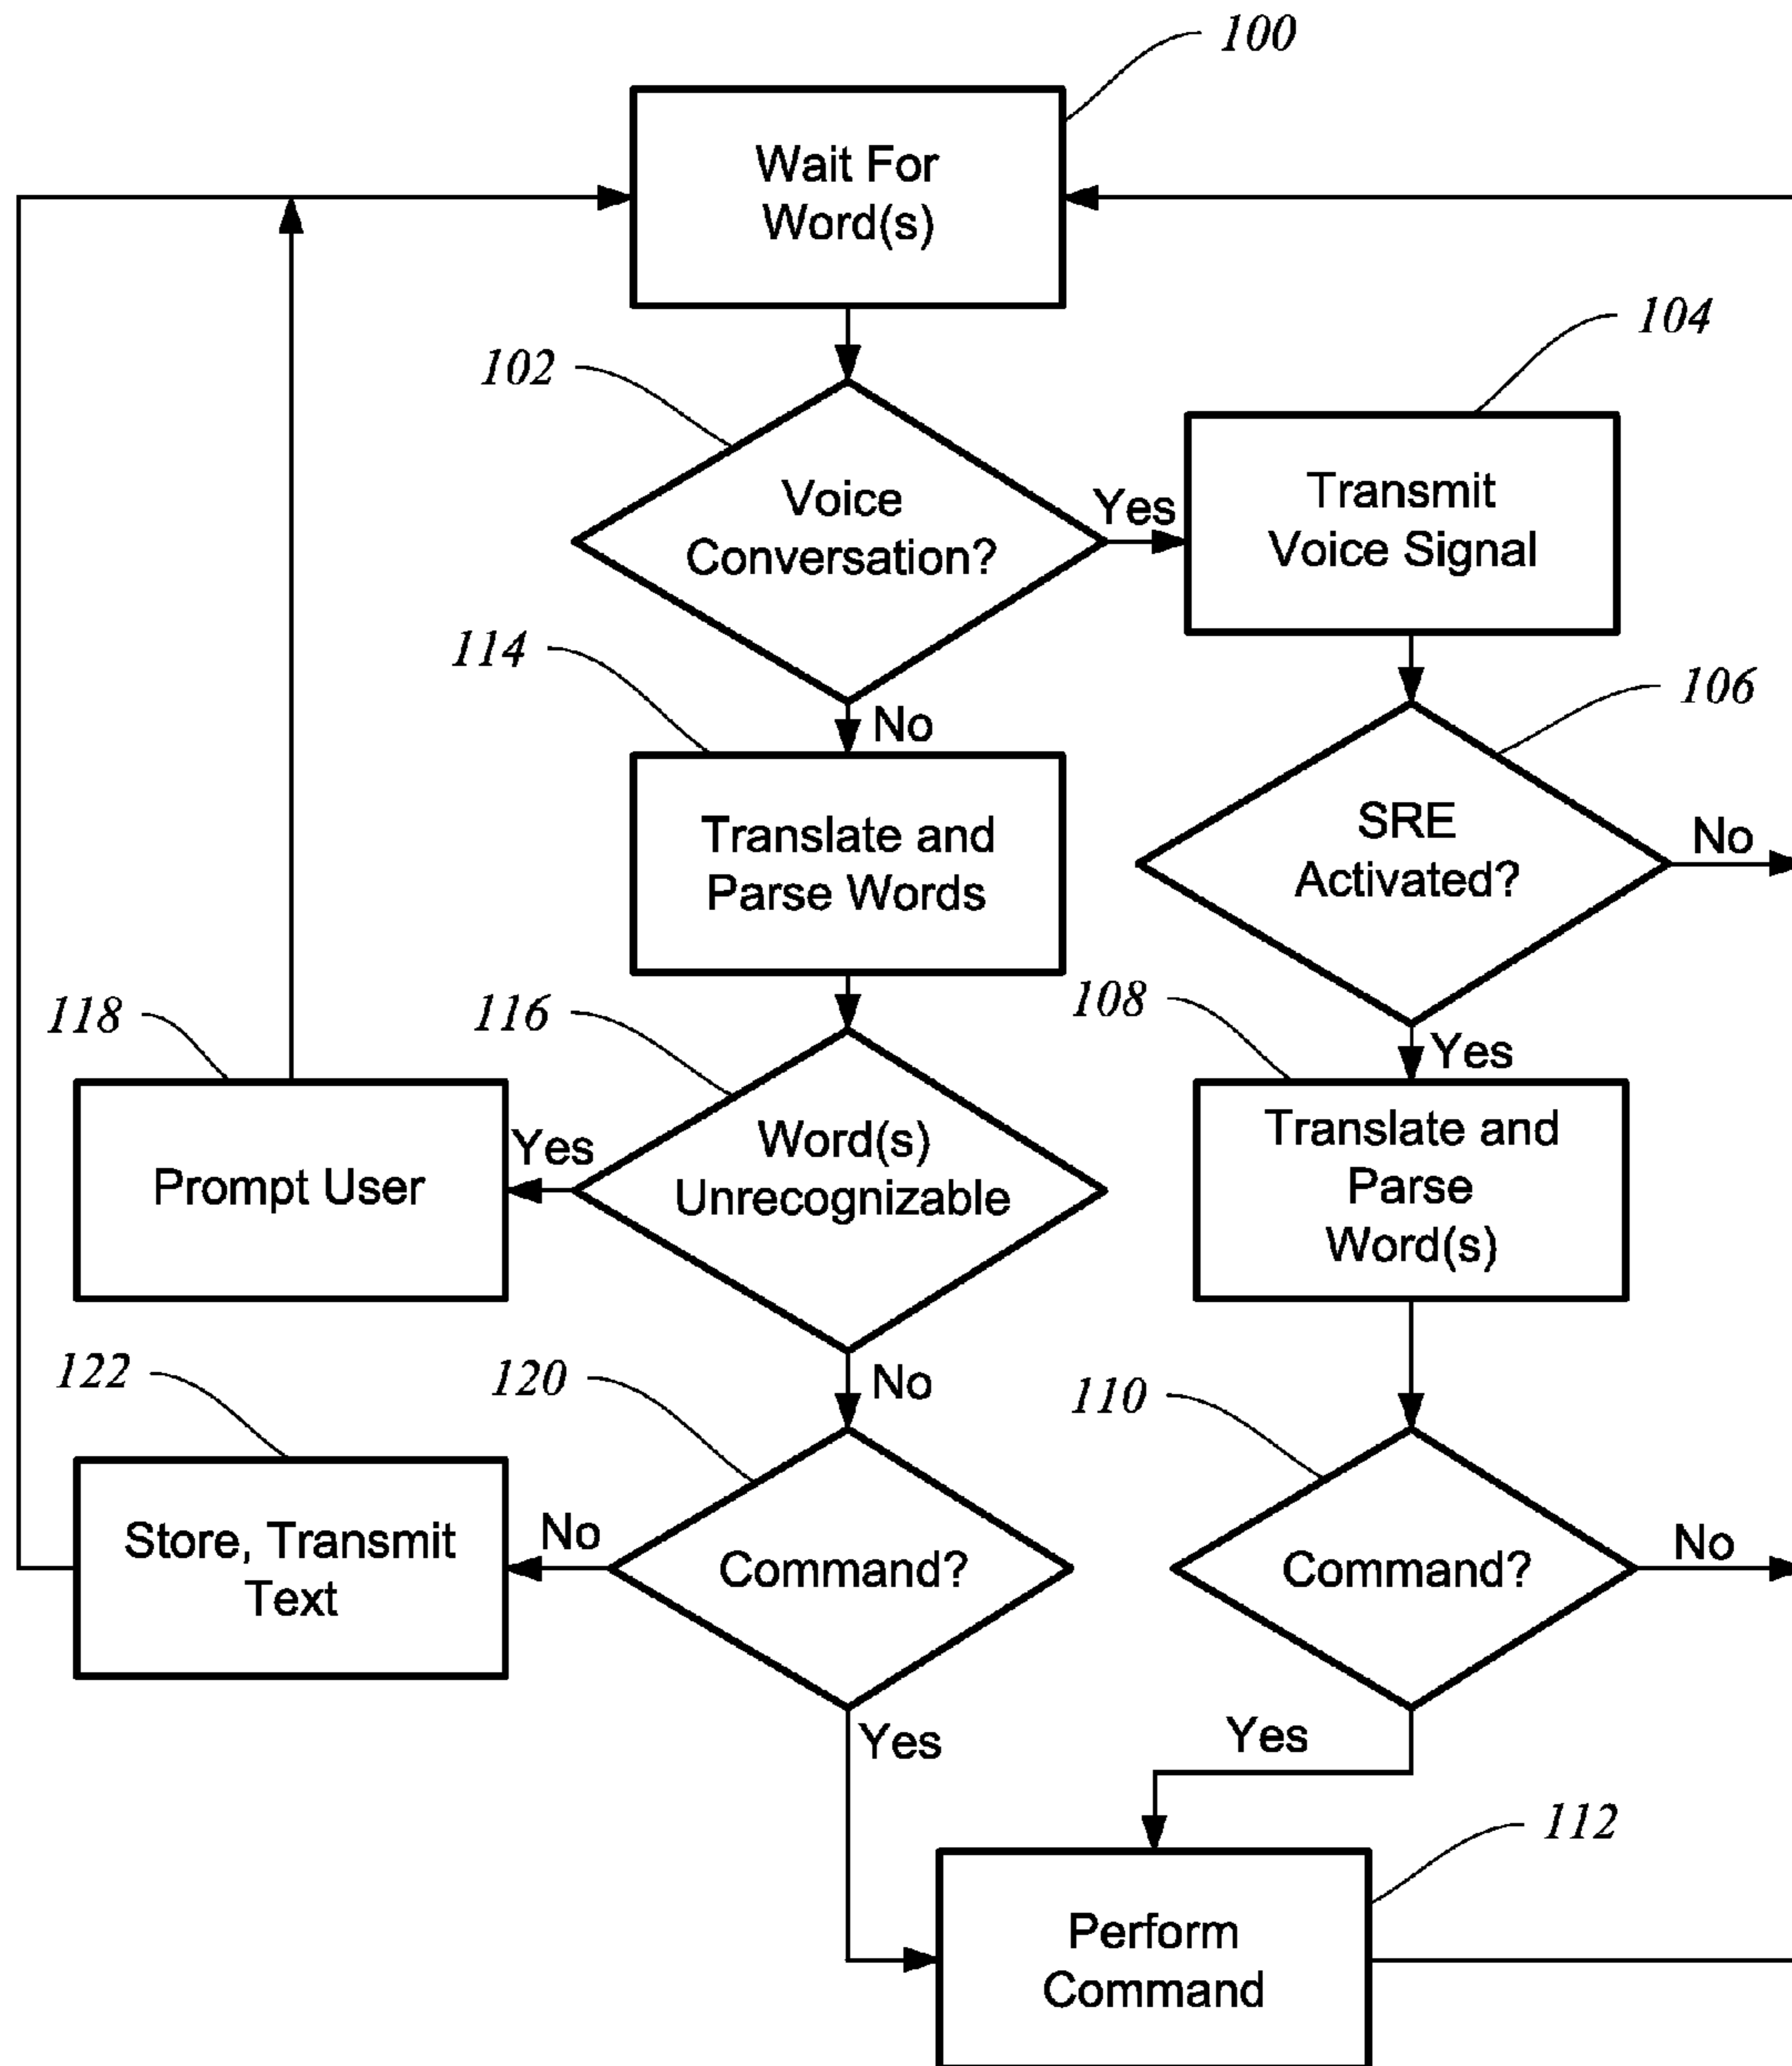 100
Wait For
Word(s)
102
Voice
Conversation?
Yes
104
Transmit
Voice Signal
114
No
106
Translate and
Parse Words
SRE
Activated?
No
118
116
108
Yes
Prompt User
Yes
Word(s)
Unrecognizable
Translate and
Parse
Word(s)
122
120
No
110
Store, Transmit
Text
No
Command?
Command?
No
Yes
Yes
112
Perform
Command